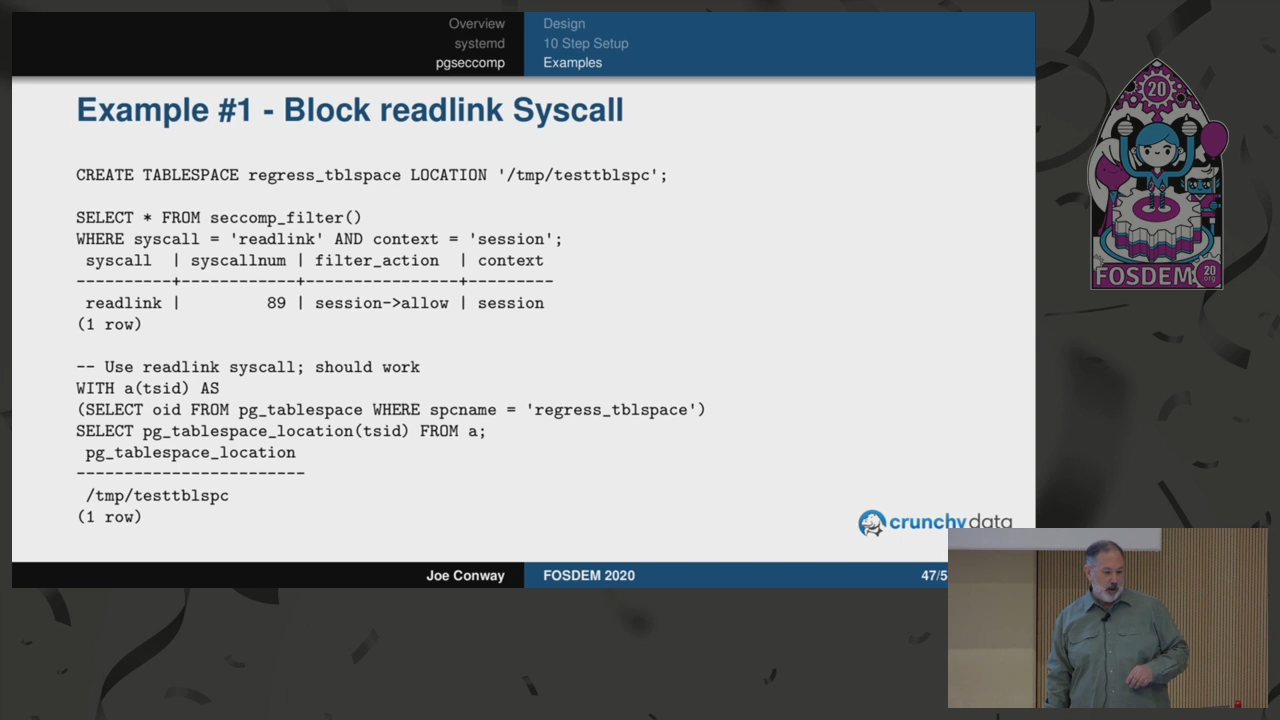 Overview
systemd
pgseccomp
Design
10 Step Setup
Examples
Example #1 - Block readlink Syscall
CREATE TABLESPACE regress_tblspace LOCATION '/tmp/testtblspc';
SELECT * FROM seccomp_filter()
WHERE syscall = 'readlink' AND context = 'session';
syscall | syscallnum | filter_action | context
----------+------------+----------------+---------
readlink | 89 | session->allow | session
(1 row)
-- Use readlink syscall; should work
WITH a(tsid) AS
(SELECT oid FROM pg_tablespace WHERE spcname = 'regress_tblspace')
SELECT pg_tablespace_location(tsid) FROM a;
pg_tablespace_location
------------------------
/tmp/testtblspc
(1 row)
crunchydata
Joe Conway
FOSDEM 2020
47/5
20
FOSDEM
20
.org